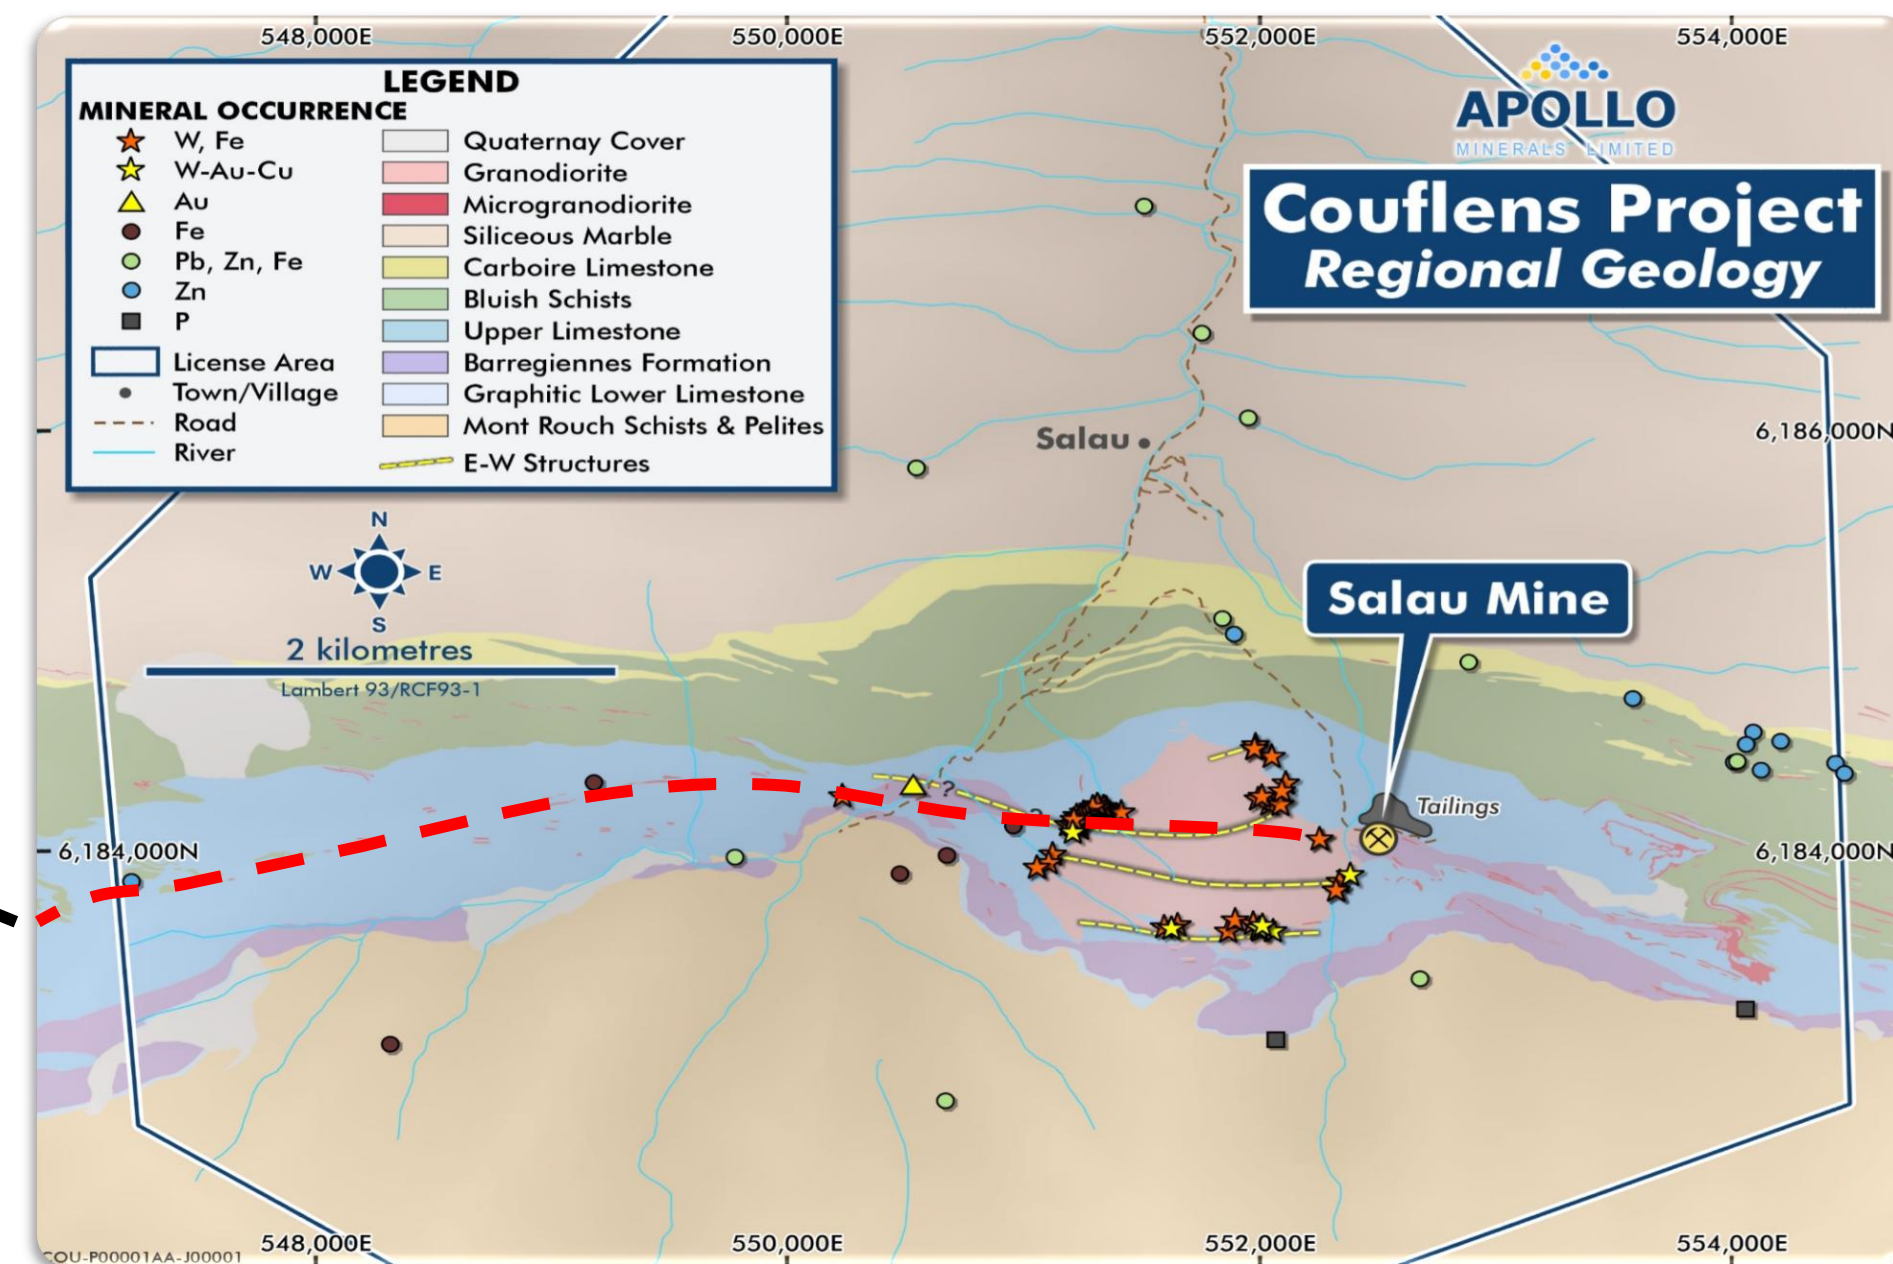 548,000E
550,000E
552,000E
554,000E
LEGEND
MINERAL OCCURRENCE
W, Fe
W-Au-Cu
Au
Fe
Pb, Zn, Fe
Zn
P
License Area
Town/Village
Road
River
Quaternay Cover
Granodiorite
Microgranodiorite
Siliceous Marble
Carboire Limestone
Bluish Schists
Upper Limestone
Barregiennes Formation
Graphitic Lower Limestone
Mont Rouch Schists & Pelites
E-W Structures
APOLLO
MINERALS LIMITED
Couflens Project
Regional Geology
6,186,000N
Salau
N
W
E
S
2 kilometres
Lambert 93/RCF93-1
Salau Mine
Tailings
?
?
6,184,000N
6,184,000N
548,000E
550,000E
552,000E
554,000E
COU-P00001AA-J00001